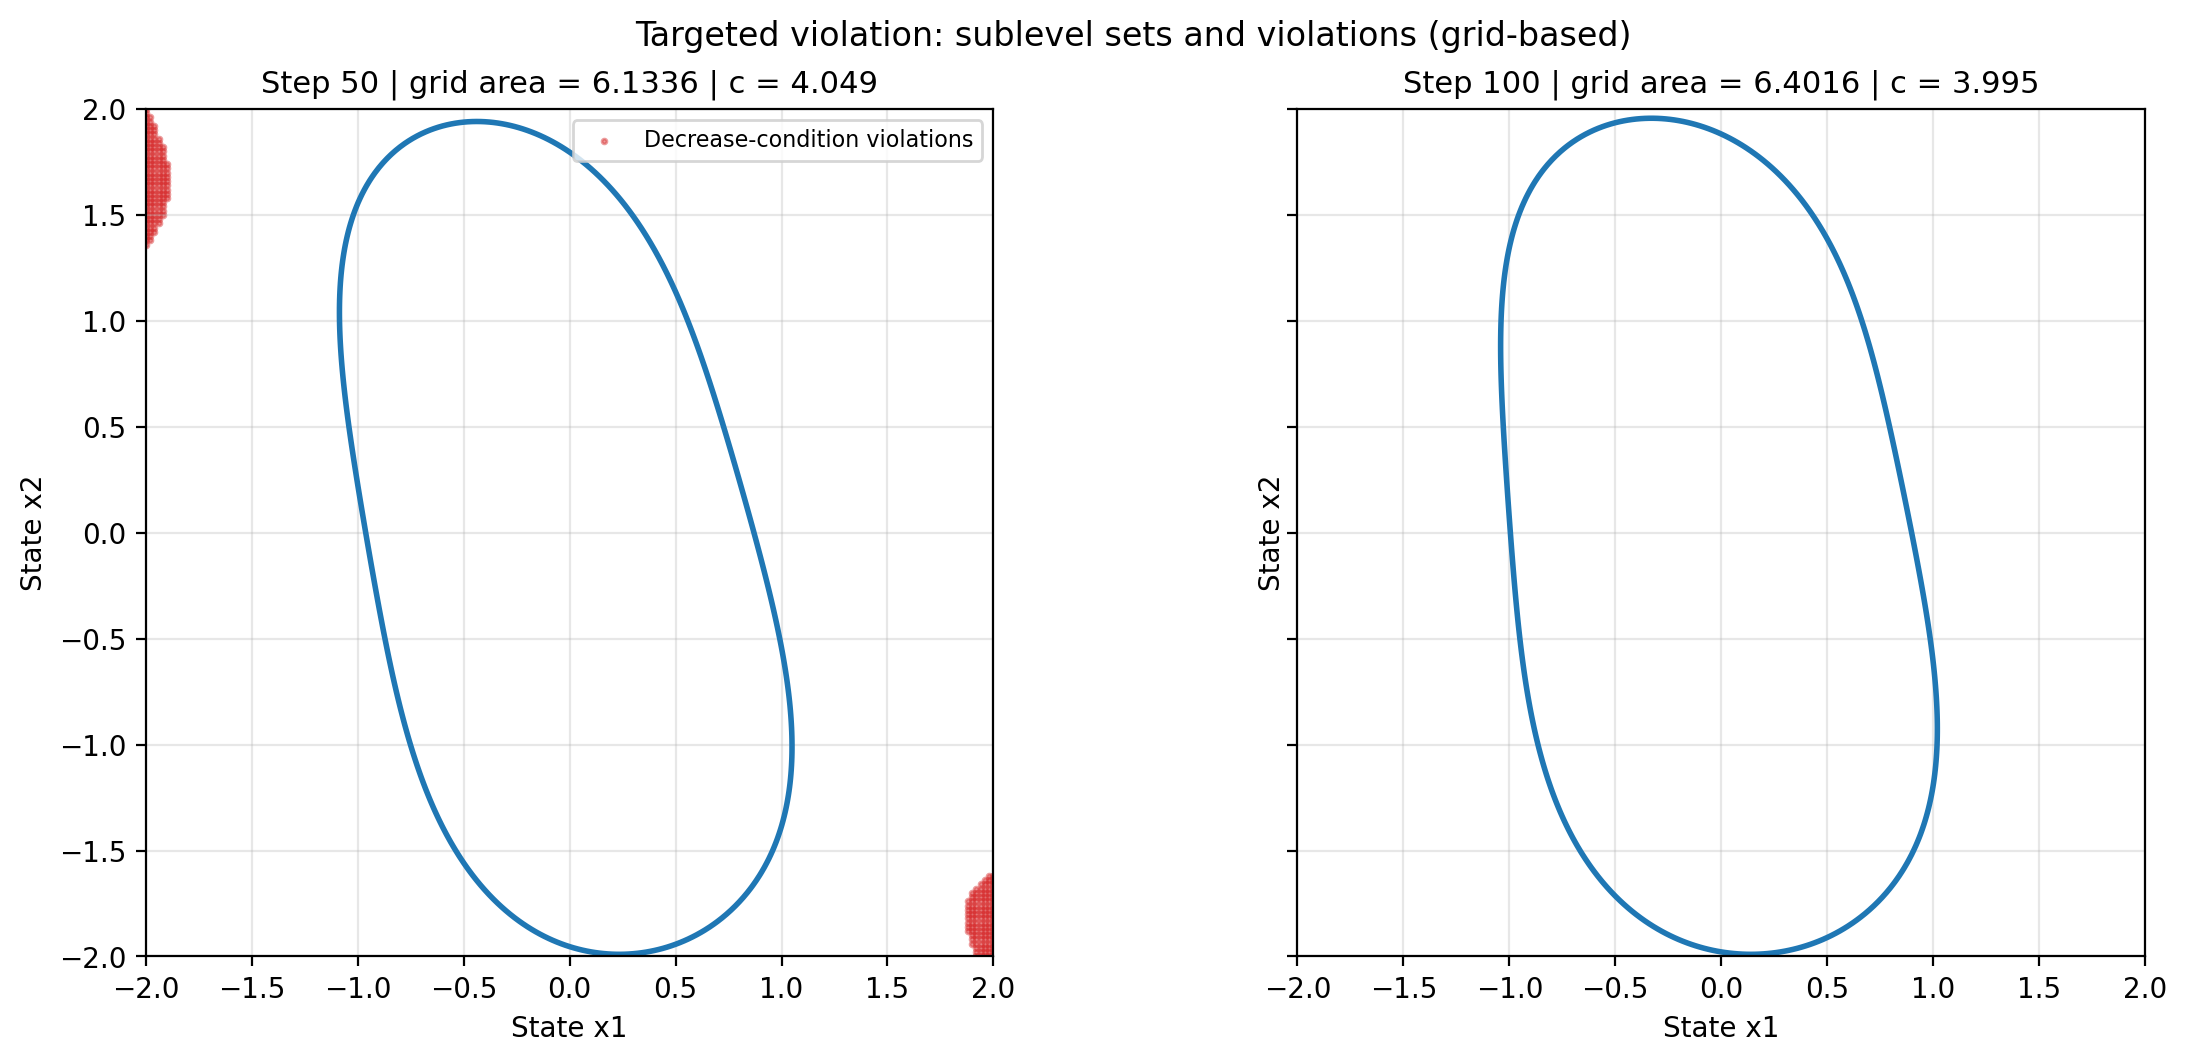 Targeted violation: sublevel sets and violations (grid-based)
Step 50 | grid area = 6.1336 | c = 4.049
Decrease-condition violations
State x2
2.0
1.5
1.0
0.5
0.0
−0.5
−1.0
−1.5
−2.0
−2.0 −1.5 −1.0 −0.5 0.0 0.5 1.0 1.5 2.0
State x1
Step 100 | grid area = 6.4016 | c = 3.995
State x2
−2.0 −1.5 −1.0 −0.5 0.0 0.5 1.0 1.5 2.0
State x1